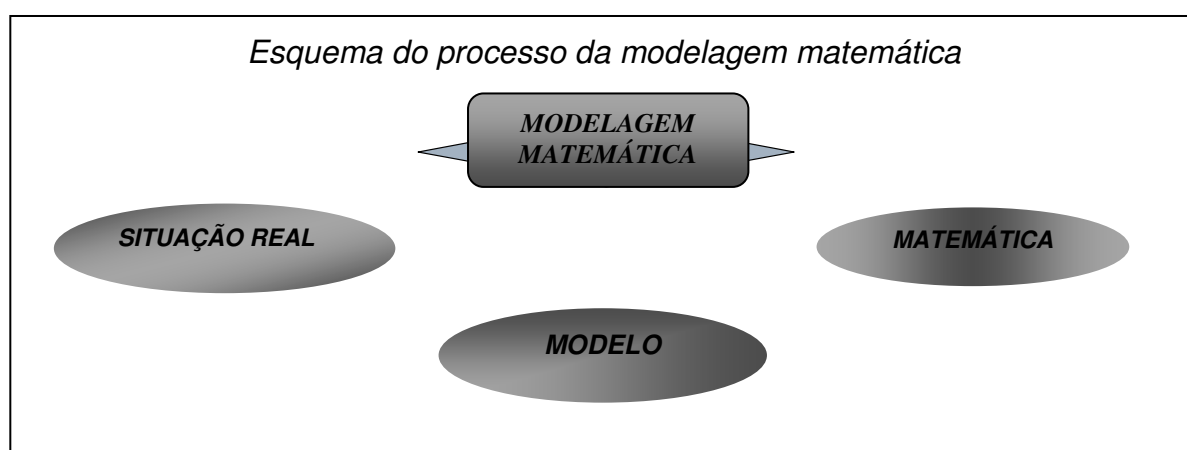 Esquema do processo da modelagem matemática
MODELAGEM
MATEMÁTICA
SITUAÇÃO REAL
MATEMÁTICA
MODELO